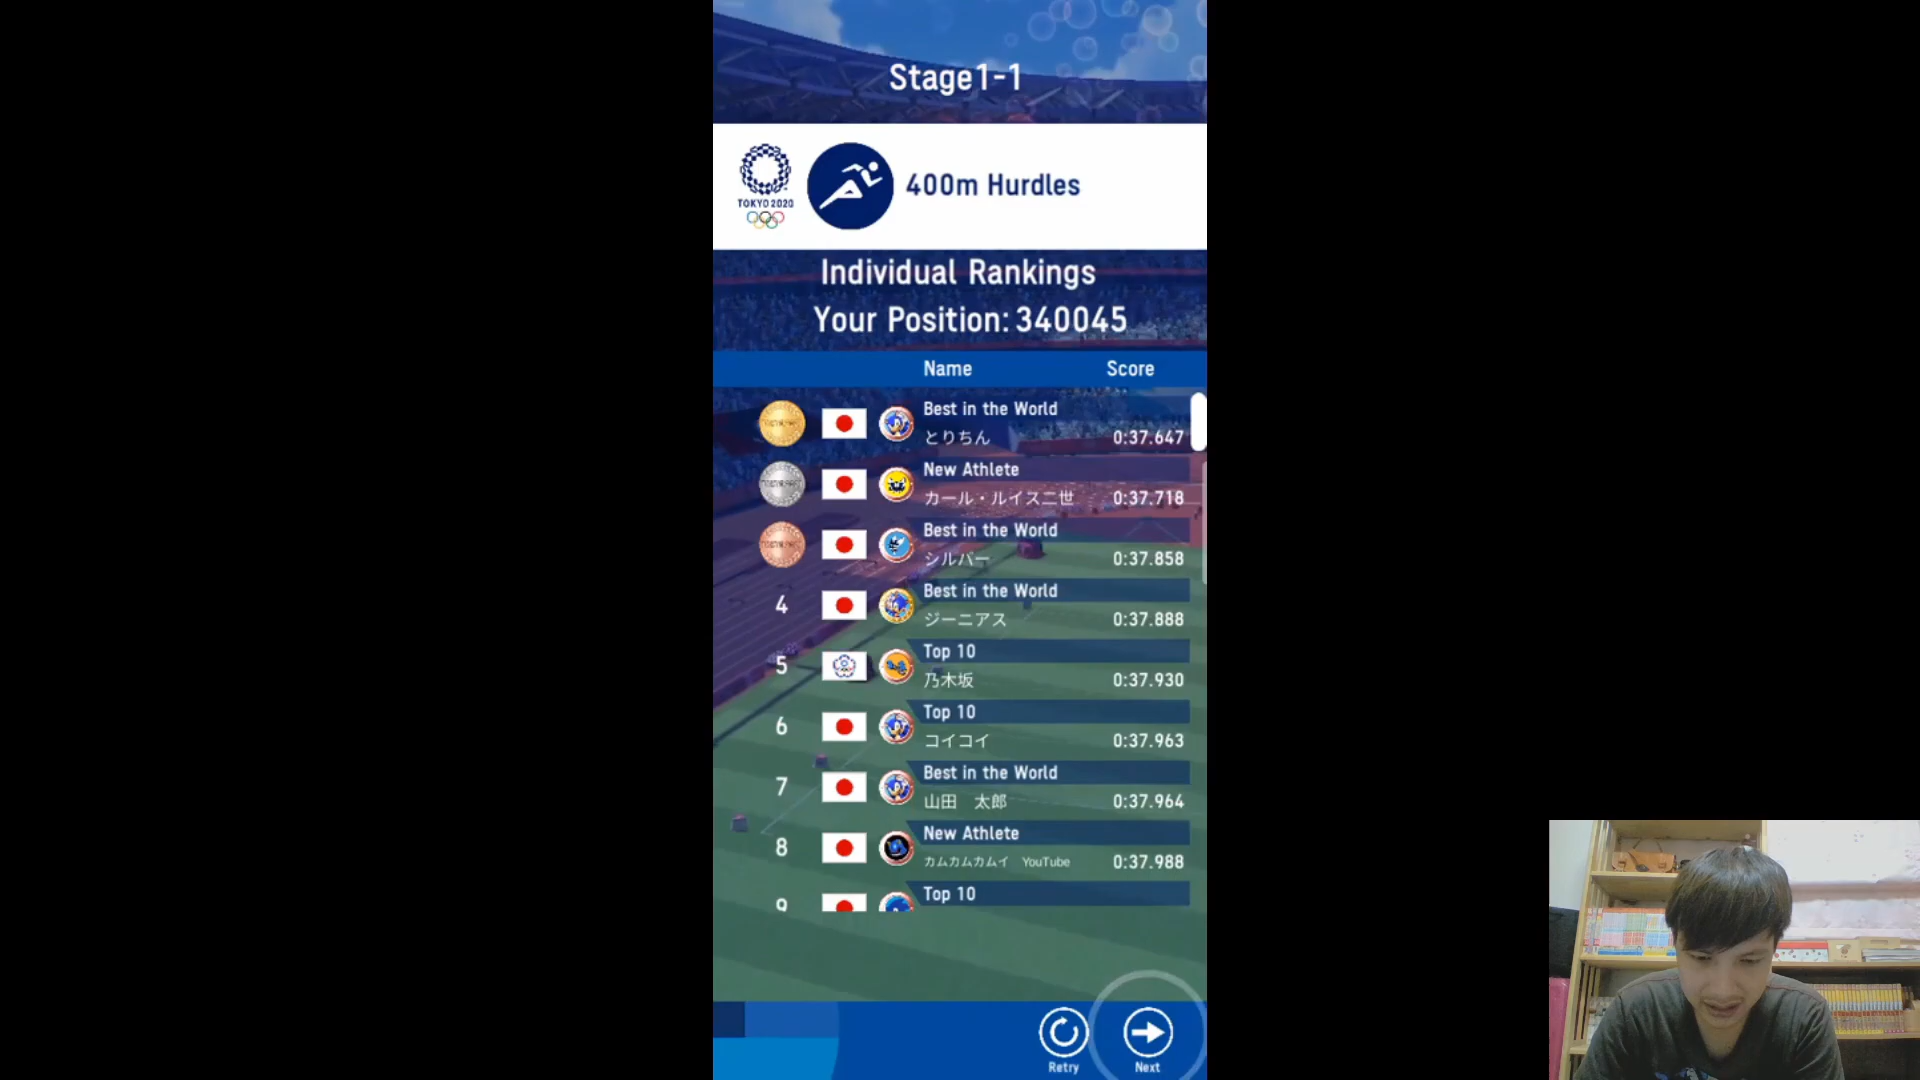 Stage1-1
TOKYO 2020
400m Hurdles
Individual Rankings
Your Position: 340045
Name Score
Best in the World
とりちん 0:37.647
New Athlete
カール・ルイス二世 0:37.718
Best in the World
シルバー 0:37.858
4 Best in the World
ジーニアス 0:37.888
5 Top 10
乃木坂 0:37.930
6 Top 10
コイコイ 0:37.963
7 Best in the World
山田　太郎 0:37.964
8 New Athlete
カムカムカムイ　YouTube 0:37.988
9 Top 10
Retry Next